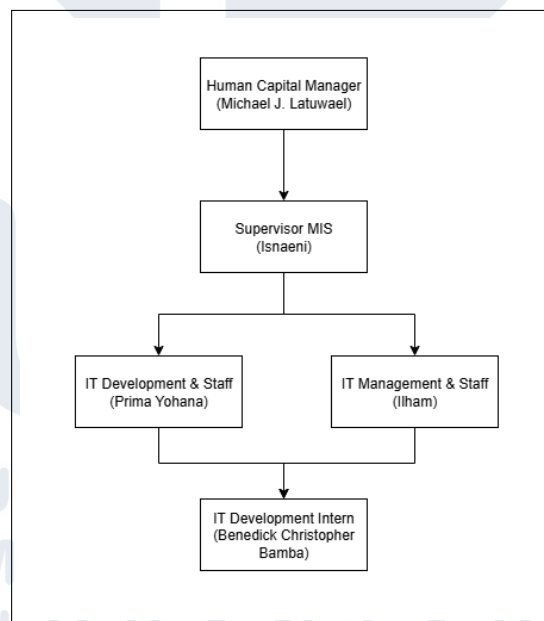 Human Capital Manager
(Michael J. Latuwael)
Supervisor MIS
(Isnaeni)
IT Development & Staff
(Prima Yohana)
IT Management & Staff
(Ilham)
IT Development Intern
(Benedick Christopher
Bamba)